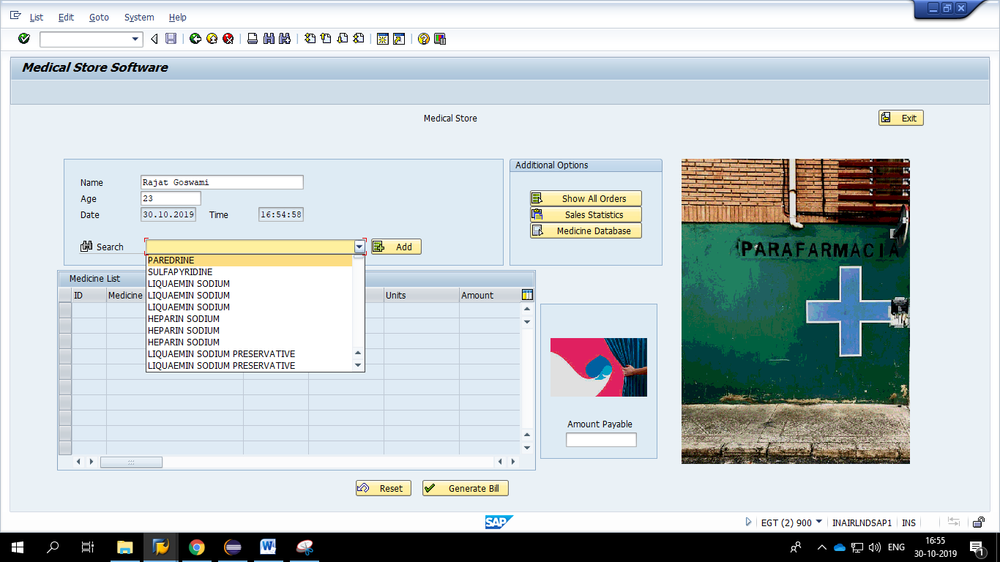 List Edit Goto System Help
Medical Store Software
Medical Store
Exit
Additional Options
Name Rajat Goswami
Age 23
Date 30.10.2019 Time 16:54:58
Show All Orders
Sales Statistics
Medicine Database
Search Add
PAREDRINE
SULFAPYRIDINE
LIQUAEMIN SODIUM
LIQUAEMIN SODIUM
LIQUAEMIN SODIUM
HEPARIN SODIUM
HEPARIN SODIUM
HEPARIN SODIUM
LIQUAEMIN SODIUM PRESERVATIVE
LIQUAEMIN SODIUM PRESERVATIVE
Medicine List
ID Medicine Units Amount
Amount Payable
PARAFARMACIA
Reset Generate Bill
SAP
EGT (2) 900 INAIRLNDSAP1 INS
W
ENG
16:55
30-10-2019
1